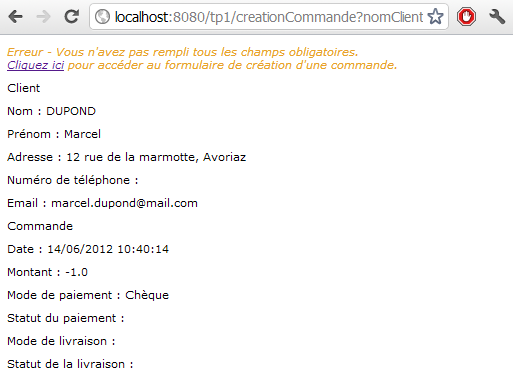 localhost:8080/tp1/creationCommande?nomClient
Erreur - Vous n'avez pas rempli tous les champs obligatoires.
Cliquez ici pour accéder au formulaire de création d'une commande.
Client
Nom : DUPOND
Prénom : Marcel
Adresse : 12 rue de la marmotte, Avoriaz
Numéro de téléphone :
Email : marcel.dupond@mail.com
Commande
Date : 14/06/2012 10:40:14
Montant : -1.0
Mode de paiement : Chèque
Statut du paiement :
Mode de livraison :
Statut de la livraison :